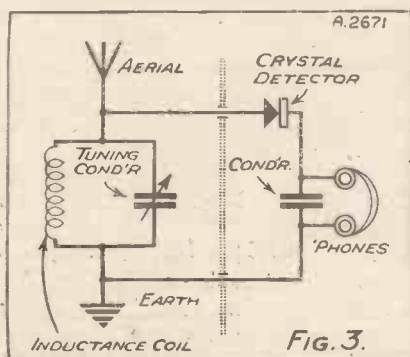 A.2671
AERIAL
CRYSTAL
DETECTOR
TUNING
COND'R
COND'R.
'PHONES
EARTH
INDUCTANCE COIL
FIG. 3.